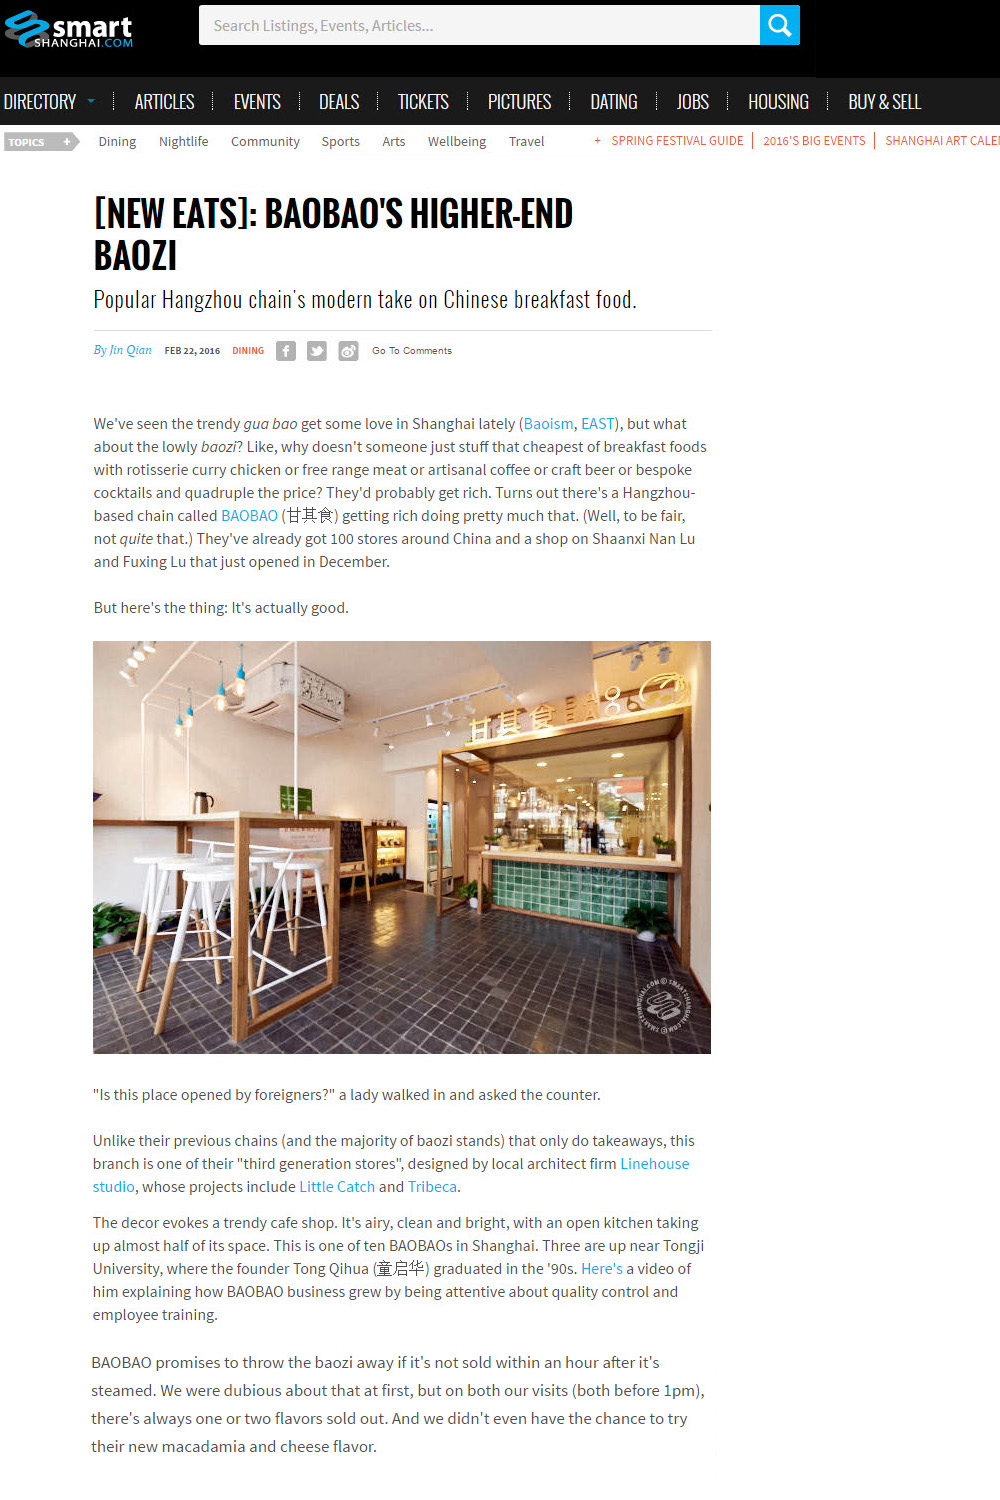 smart
SHANGHAI.COM
Search Listings, Events, Articles...
DIRECTORY ARTICLES EVENTS DEALS TICKETS PICTURES DATING JOBS HOUSING BUY & SELL
TOPICS + Dining Nightlife Community Sports Arts Wellbeing Travel + SPRING FESTIVAL GUIDE 2016'S BIG EVENTS SHANGHAI ART CALEN
[NEW EATS]: BAOBAO'S HIGHER-END
BAOZI
Popular Hangzhou chain's modern take on Chinese breakfast food.
By Jin Qian FEB 22, 2016 DINING Go To Comments
We've seen the trendy gua bao get some love in Shanghai lately (Baoism, EAST), but what
about the lowly baozi? Like, why doesn't someone just stuff that cheapest of breakfast foods
with rotisserie curry chicken or free range meat or artisanal coffee or craft beer or bespoke
cocktails and quadruple the price? They'd probably get rich. Turns out there's a Hangzhou-
based chain called BAOBAO (甘其食) getting rich doing pretty much that. (Well, to be fair,
not quite that.) They've already got 100 stores around China and a shop on Shaanxi Nan Lu
and Fuxing Lu that just opened in December.
But here's the thing: It's actually good.
甘其食
SMARTSHANGHAI.COM © SMARTSHANGHAI.COM ©
"Is this place opened by foreigners?" a lady walked in and asked the counter.
Unlike their previous chains (and the majority of baozi stands) that only do takeaways, this
branch is one of their "third generation stores", designed by local architect firm Linehouse
studio, whose projects include Little Catch and Tribeca.
The decor evokes a trendy cafe shop. It's airy, clean and bright, with an open kitchen taking
up almost half of its space. This is one of ten BAOBAOs in Shanghai. Three are up near Tongji
University, where the founder Tong Qihua (童启华) graduated in the '90s. Here's a video of
him explaining how BAOBAO business grew by being attentive about quality control and
employee training.
BAOBAO promises to throw the baozi away if it's not sold within an hour after it's
steamed. We were dubious about that at first, but on both our visits (both before 1pm),
there's always one or two flavors sold out. And we didn't even have the chance to try
their new macadamia and cheese flavor.